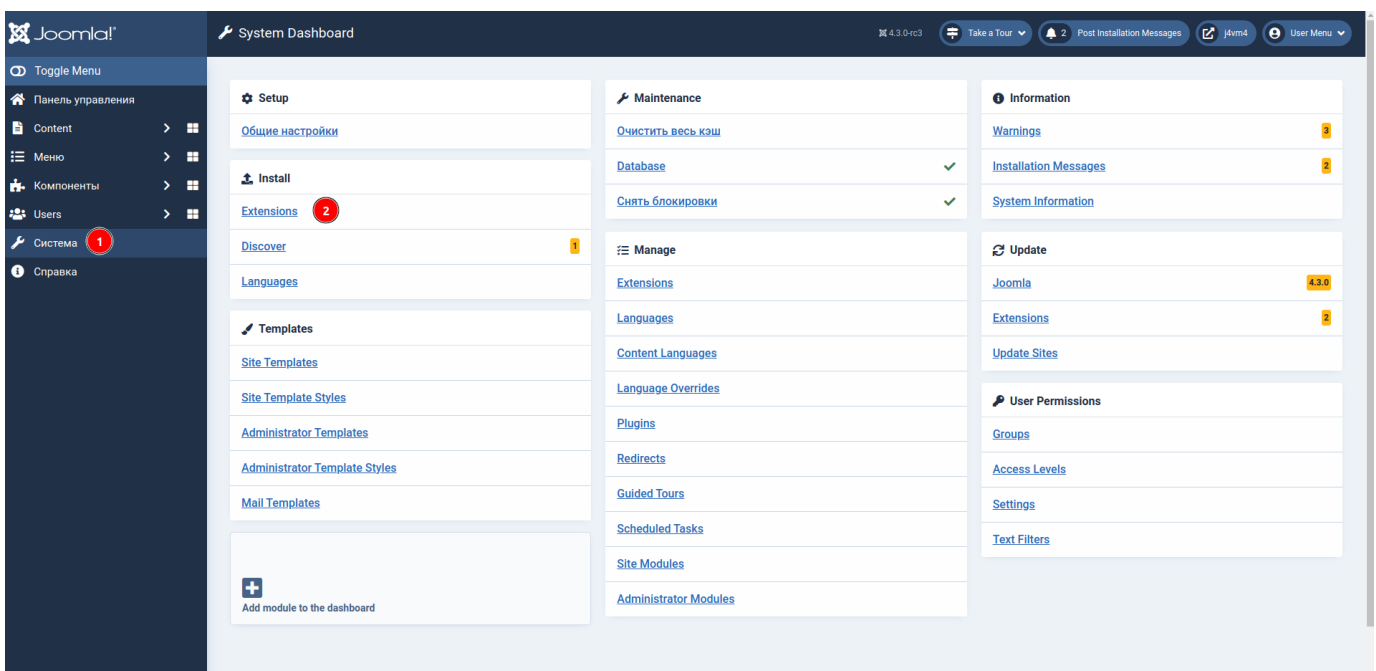 Joomla!®
System Dashboard
4.3.0-rc3
Take a Tour
2 Post Installation Messages
j4vm4
User Menu
Toggle Menu
Панель управления
Content
Меню
Компоненты
Users
Система 1
Справка
Setup
Общие настройки
Install
Extensions 2
Discover 1
Languages
Templates
Site Templates
Site Template Styles
Administrator Templates
Administrator Template Styles
Mail Templates
Add module to the dashboard
Maintenance
Очистить весь кэш
Database
Снять блокировки
Manage
Extensions
Languages
Content Languages
Language Overrides
Plugins
Redirects
Guided Tours
Scheduled Tasks
Site Modules
Administrator Modules
Information
Warnings 3
Installation Messages 2
System Information
Update
Joomla 4.3.0
Extensions 2
Update Sites
User Permissions
Groups
Access Levels
Settings
Text Filters